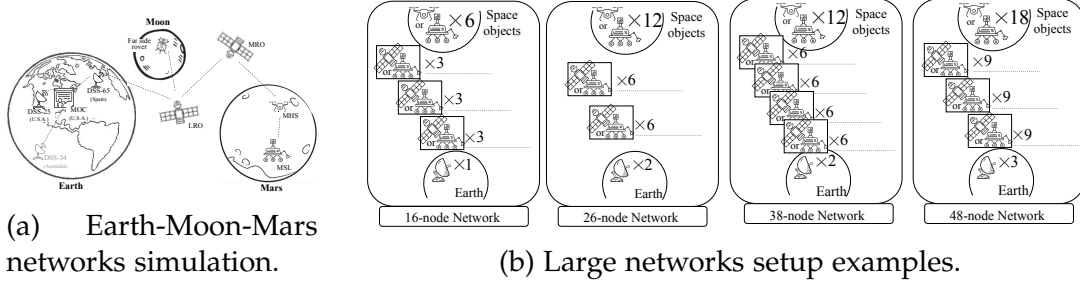 Moon
Far side
rover
MRO
DSS-65
(Spain)
DSS-25
(U.S.A.)
MOC
(U.S.A.)
LRO
MHS
DSS-34
(Australia)
MSL
Earth
Mars
(a) Earth-Moon-Mars
networks simulation.
or
×6
Space
objects
or
×3
or
×3
or
×3
×1
Earth
16-node Network
or
×12
Space
objects
or
×6
or
×6
×2
Earth
26-node Network
or
×12
Space
objects
or
×6
or
×6
or
×6
or
×6
×2
Earth
38-node Network
or
×18
Space
objects
or
×9
or
×9
or
×9
×3
Earth
48-node Network
(b) Large networks setup examples.